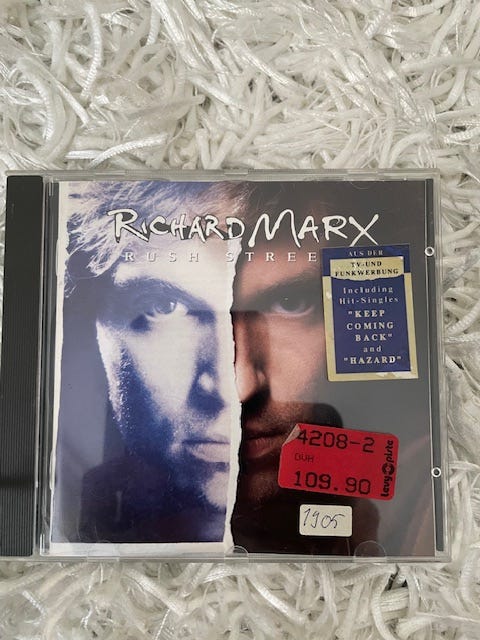 RICHARD MARX
RUSH STREE
AUS DER
TV-UND
FUNKWERBUNG
Including
Hit-Singles
"KEEP
COMING
BACK"
and
"HAZARD"
4208-2
109.90
levypiste
1905